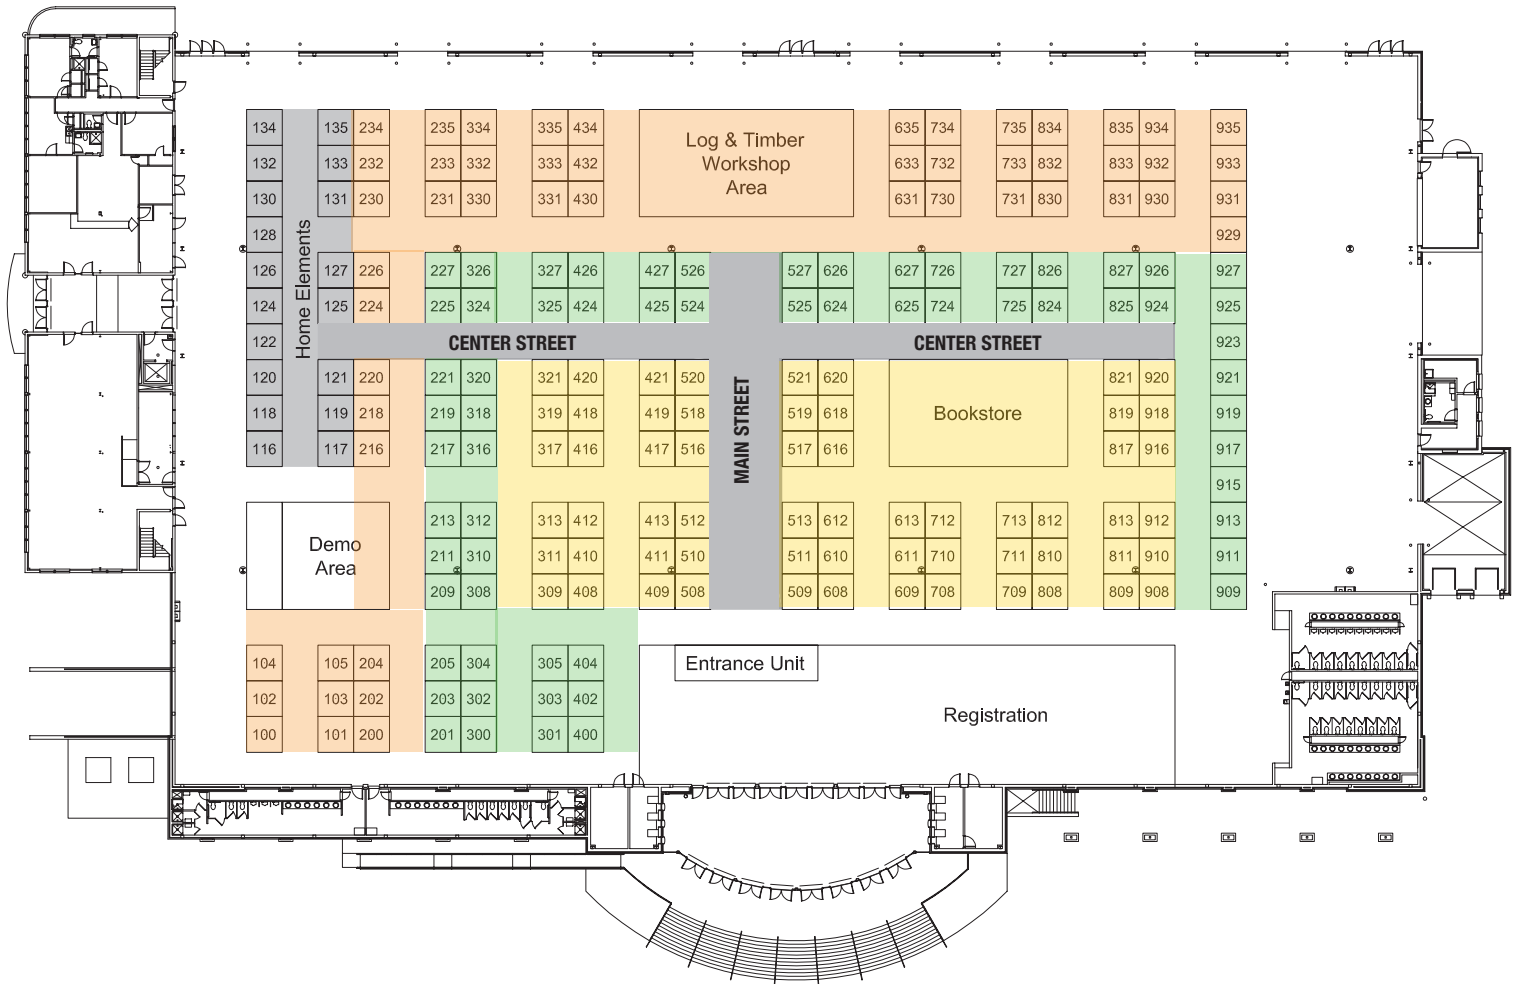 134 135 234 235 334 335 434 Log & Timber 635 734 735 834 835 934 935
132 133 232 233 332 333 432 Workshop 633 732 733 832 833 932 933
130 131 230 231 330 331 430 Area 631 730 731 830 831 930 931
128 929
Home Elements
126 127 226 227 326 327 426 427 526 527 626 627 726 727 826 827 926 927
124 125 224 225 324 325 424 425 524 525 624 625 724 725 824 825 924 925
122 CENTER STREET CENTER STREET 923
120 121 220 221 320 321 420 421 520 521 620 821 920 921
118 119 218 219 318 319 418 419 518 519 618 Bookstore 819 918 919
116 117 216 217 316 317 416 417 516 517 616 817 916 917
MAIN STREET
915
213 312 313 412 413 512 513 612 613 712 713 812 813 912 913
Demo
Area
211 310 311 410 411 510 511 610 611 710 711 810 811 910 911
209 308 309 408 409 508 509 608 609 708 709 808 809 908 909
104 105 204 205 304 305 404 Entrance Unit
102 103 202 203 302 303 402 Registration
100 101 200 201 300 301 400